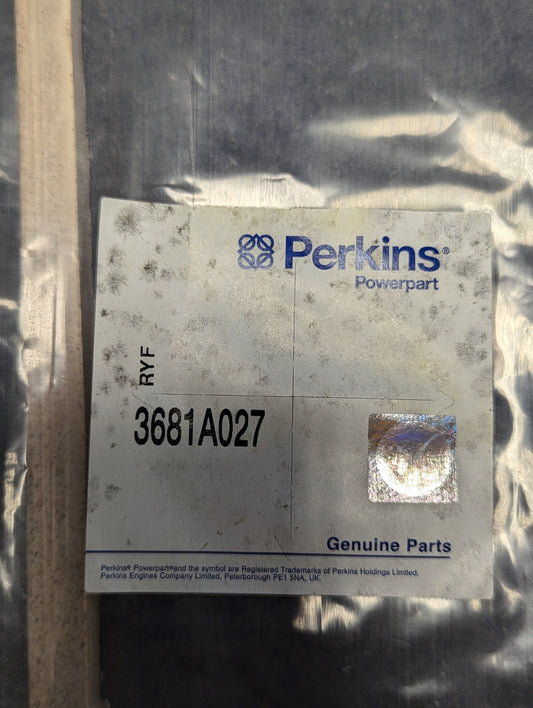 Perkins®
Powerpart
RYF
3681A027
Genuine Parts
Perkins® Powerpart®and the symbol are Registered Trademarks of Perkins Holdings Limited.
Perkins Engines Company Limited, Peterborough PE1 5NA, UK.